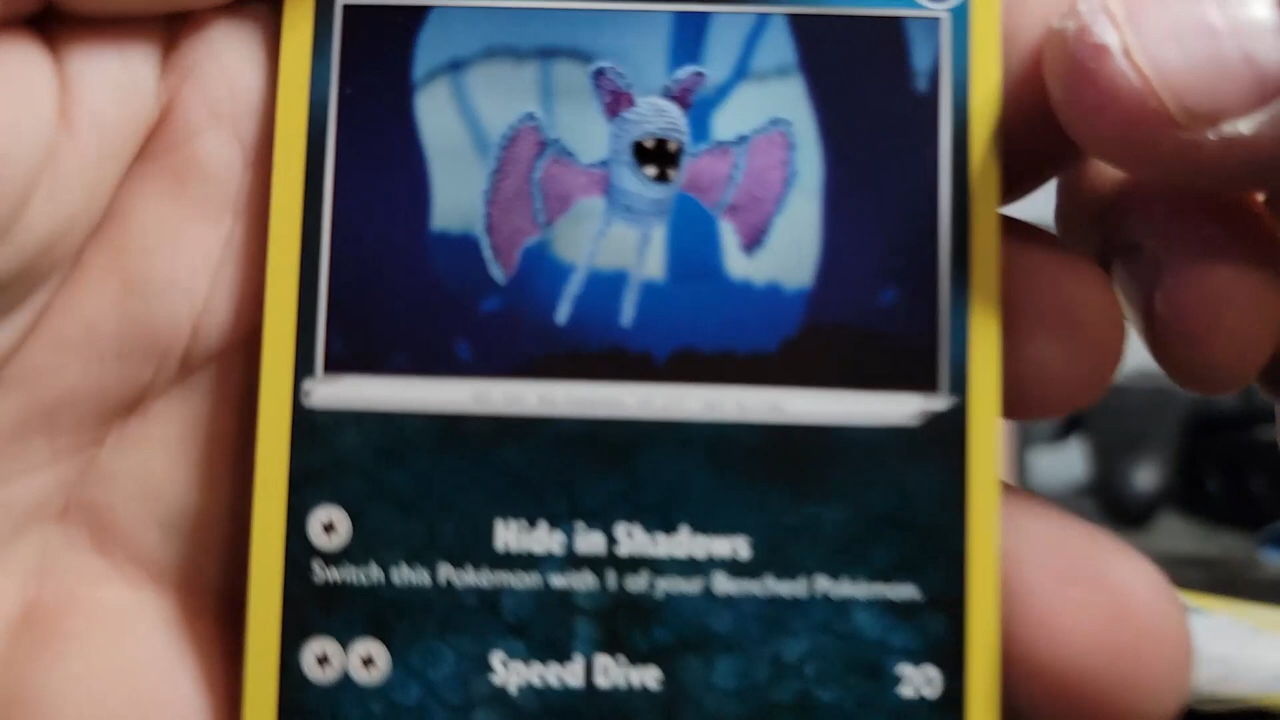 Hide in Shadows
Switch this Pokémon with 1 of your Benched Pokémon.
Speed Dive 20